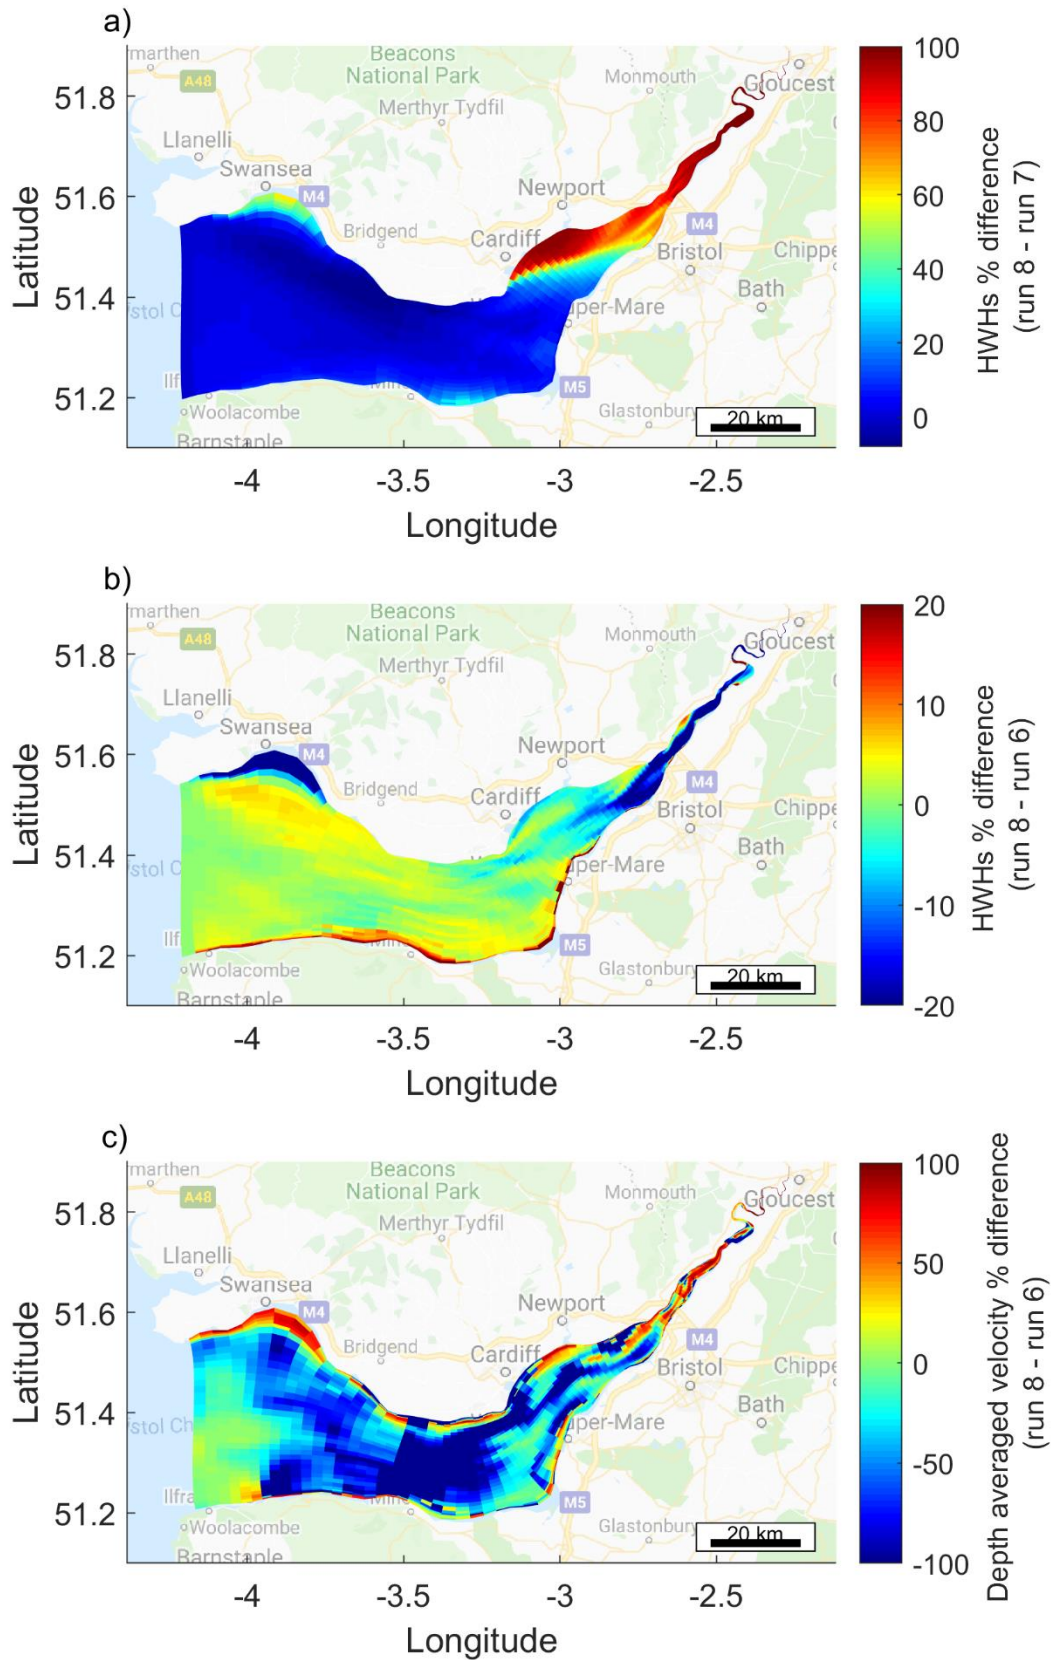 a)
marthen
Beacons
National Park
A48
Merthyr Tydfil
Monmouth
Gloucest
Llanelli
Swansea
M4
Bridgend
Newport
Cardiff
M4
Bristol
Chippe
Bath
per-Mare
M5
Glastonbury
Ilf
Woolacombe
Barnstaple
20 km
51.8
51.6
51.4
51.2
Latitude
-4
-3.5
-3
-2.5
Longitude
100
80
60
40
20
0
HWHs % difference
(run 8 - run 7)
b)
marthen
Beacons
National Park
A48
Merthyr Tydfil
Monmouth
Gloucest
Llanelli
Swansea
M4
Bridgend
Newport
Cardiff
M4
Bristol
Chippe
Bath
per-Mare
M5
Glastonbury
Ilf
Woolacombe
Barnstaple
20 km
51.8
51.6
51.4
51.2
Latitude
-4
-3.5
-3
-2.5
Longitude
20
10
0
-10
-20
HWHs % difference
(run 8 - run 6)
c)
marthen
Beacons
National Park
A48
Merthyr Tydfil
Monmouth
Gloucest
Llanelli
Swansea
M4
Bridgend
Newport
Cardiff
M4
Bristol
Chippe
Bath
per-Mare
M5
Glastonbury
Ilfra
Woolacombe
Barnstaple
20 km
51.8
51.6
51.4
51.2
Latitude
-4
-3.5
-3
-2.5
Longitude
100
50
0
-50
-100
Depth averaged velocity % difference
(run 8 - run 6)